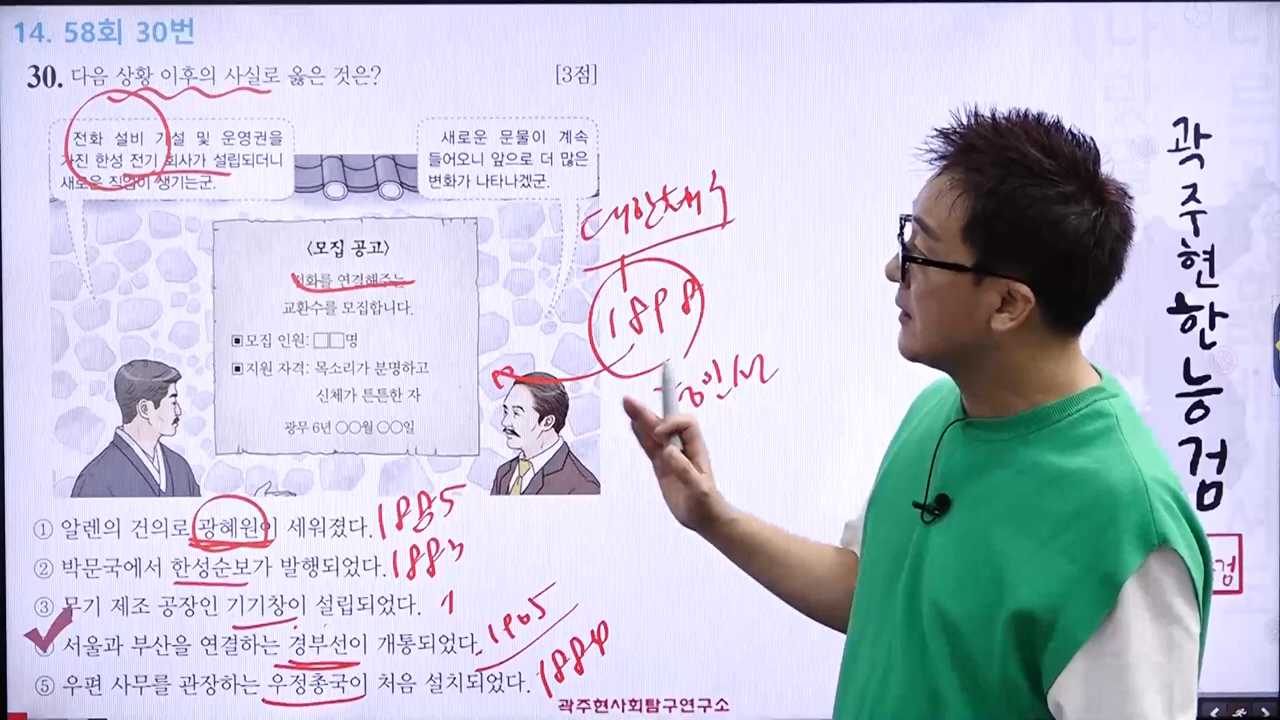 14. 58회 30번
30. 다음 상황 이후의 사실로 옳은 것은? [3점]
전화 설비 가설 및 운영권을
가진 한성 전기 회사가 설립되더니
새로운 직업이 생기는군.
새로운 문물이 계속
들어오니 앞으로 더 많은
변화가 나타나겠군.
<모집 공고>
전화를 연결해주는
교환수를 모집합니다.
▣모집 인원: □□명
▣지원 자격: 목소리가 분명하고
신체가 튼튼한 자
광무 6년 ○○월 ○○일
1898
① 알렌의 건의로 광혜원이 세워졌다. 1885
② 박문국에서 한성순보가 발행되었다. 1883
③ 무기 제조 공장인 기기창이 설립되었다. 1
서울과 부산을 연결하는 경부선이 개통되었다. 1905
⑤ 우편 사무를 관장하는 우정총국이 처음 설치되었다. 1884
곽주현사회탐구연구소
곽주현한능검
검